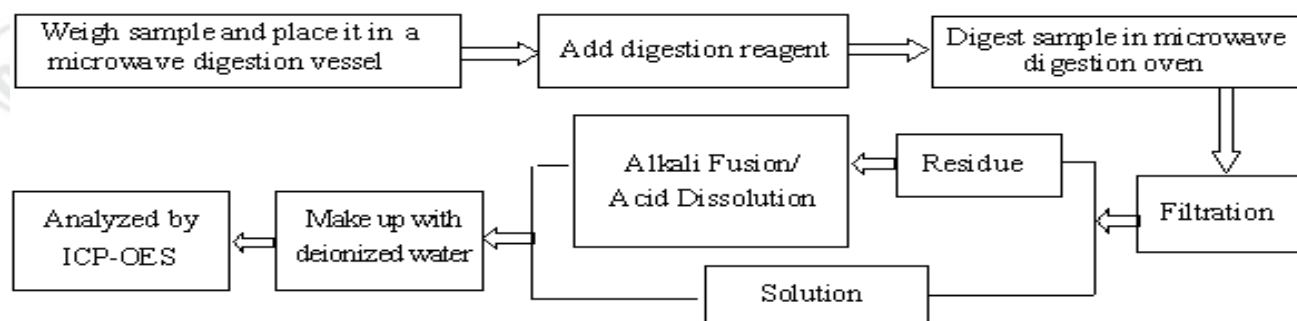 Weigh sample and place it in a
microwave digestion vessel
Add digestion reagent
Digest sample in microwave
digestion oven
Filtration
Residue
Alkali Fusion/
Acid Dissolution
Solution
Make up with
deionized water
Analyzed by
ICP-OES